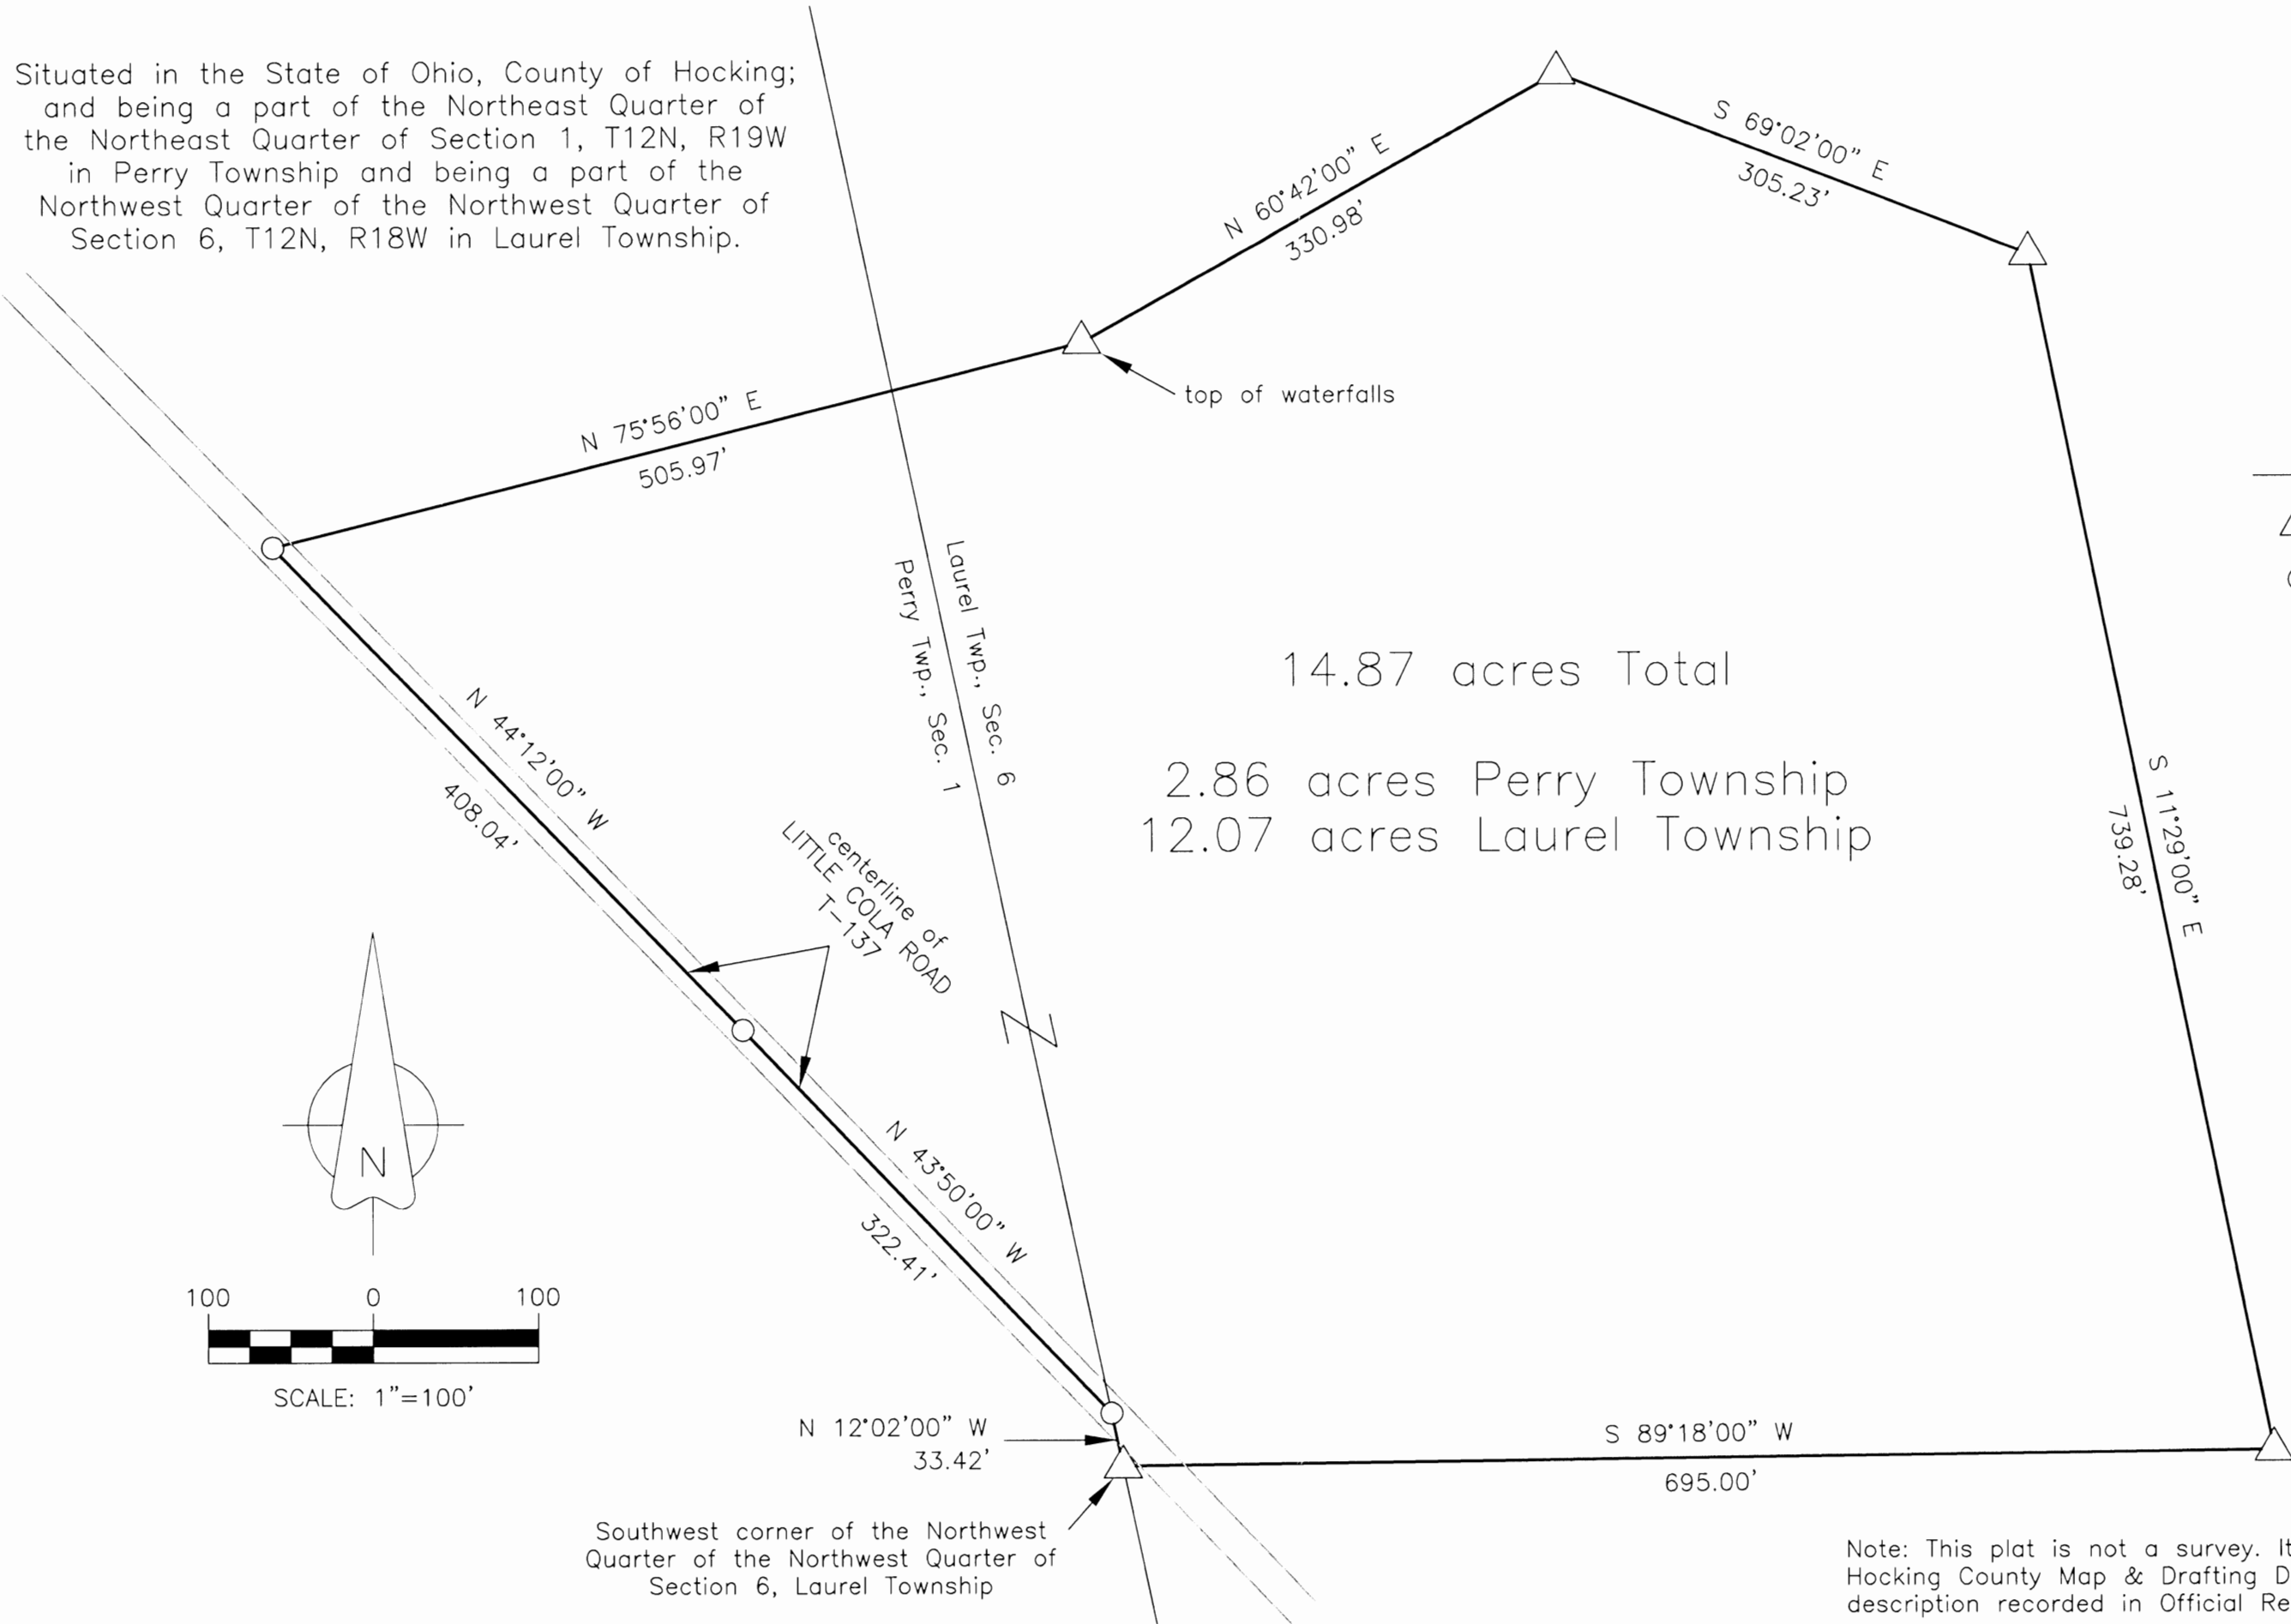 Situated in the State of Ohio, County of Hocking;
and being a part of the Northeast Quarter of
the Northeast Quarter of Section 1, T12N, R19W
in Perry Township and being a part of the
Northwest Quarter of the Northwest Quarter of
Section 6, T12N, R18W in Laurel Township.
S 69°02'00" E
305.23'
N 60°42'00" E
330.98'
top of waterfalls
N 75°56'00" E
505.97'
Laurel Twp., Sec. 6
Perry Twp., Sec. 1
14.87 acres Total
2.86 acres Perry Township
12.07 acres Laurel Township
S 11°29'00" E
739.28'
N 44°12'00" W
408.04'
centerline of
LITTLE COLA ROAD
T-137
N 43°50'00" W
322.41'
N
100 0 100
SCALE: 1"=100'
N 12°02'00" W
33.42'
S 89°18'00" W
695.00'
Southwest corner of the Northwest
Quarter of the Northwest Quarter of
Section 6, Laurel Township
Note: This plat is not a survey. It
Hocking County Map & Drafting D
description recorded in Official Re